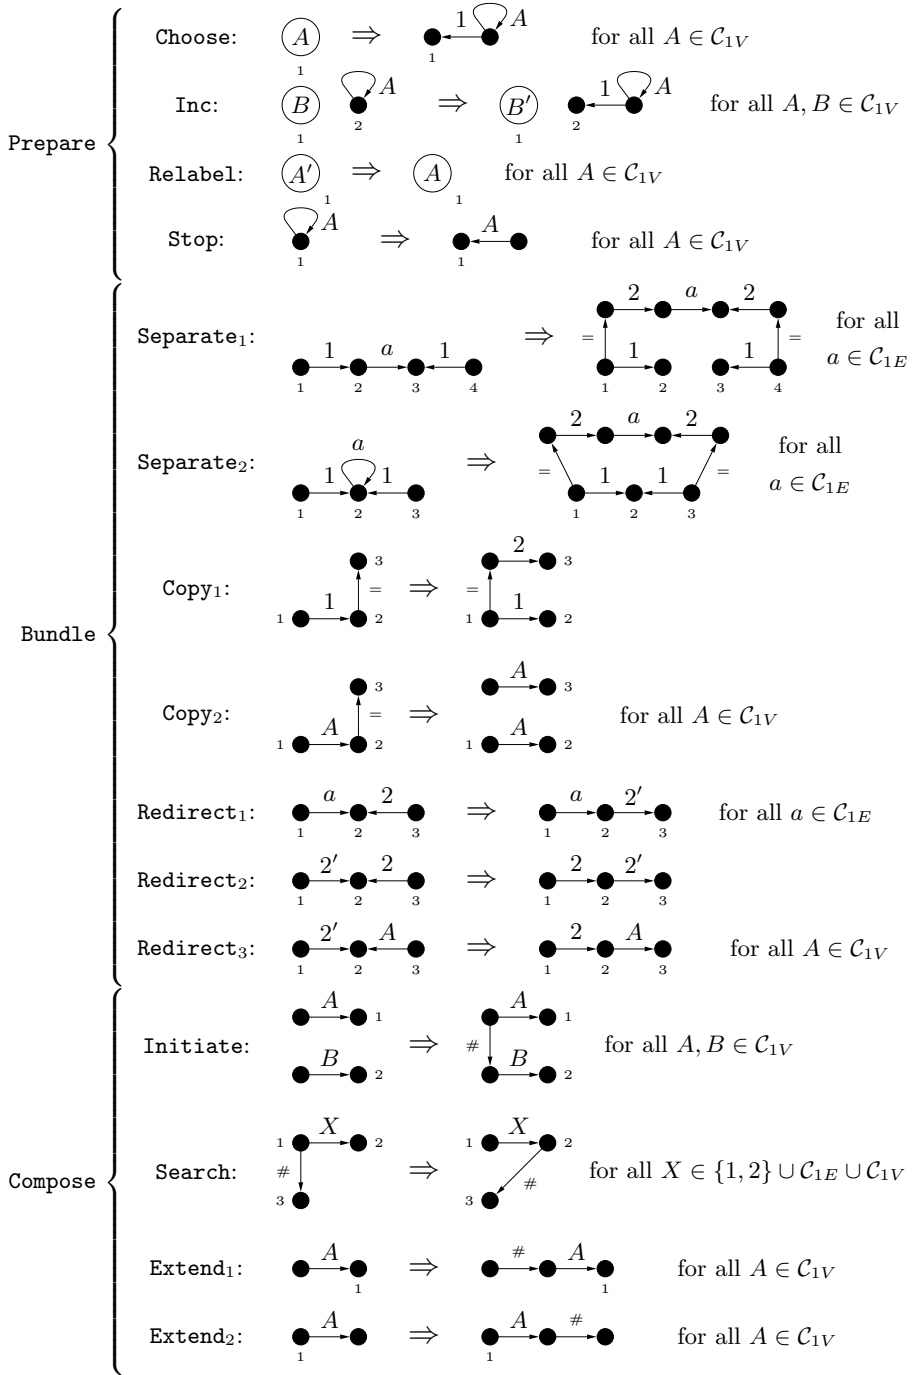 Choose: A 1 ⇒ 1 A 1 for all A ∈ C1V
Inc: B 1 A 2 ⇒ B′ 1 1 A 2 for all A, B ∈ C1V
Prepare
Relabel: A′ 1 ⇒ A 1 for all A ∈ C1V
Stop: A 1 ⇒ A 1 for all A ∈ C1V
Separate1: 1 a 1 1 2 3 4 ⇒ 2 a 2 = 1 1 = 1 2 3 4 for all a ∈ C1E
Separate2: a 1 1 1 2 3 ⇒ 2 a 2 = 1 1 = 1 2 3 for all a ∈ C1E
Copy1: 3 = 1 1 2 ⇒ 2 3 = 1 1 2
Bundle
Copy2: 3 = 1 A 2 ⇒ A 3 1 A 2 for all A ∈ C1V
Redirect1: a 2 1 2 3 ⇒ a 2′ 1 2 3 for all a ∈ C1E
Redirect2: 2′ 2 1 2 3 ⇒ 2 2′ 1 2 3
Redirect3: 2′ A 1 2 3 ⇒ 2 A 1 2 3 for all A ∈ C1V
Initiate: A 1 B 2 ⇒ A 1 # B 2 for all A, B ∈ C1V
Compose
Search: 1 X 2 # 3 ⇒ 1 X 2 # 3 for all X ∈ {1, 2} ∪ C1E ∪ C1V
Extend1: A 1 ⇒ # A 1 for all A ∈ C1V
Extend2: A 1 ⇒ A # 1 for all A ∈ C1V